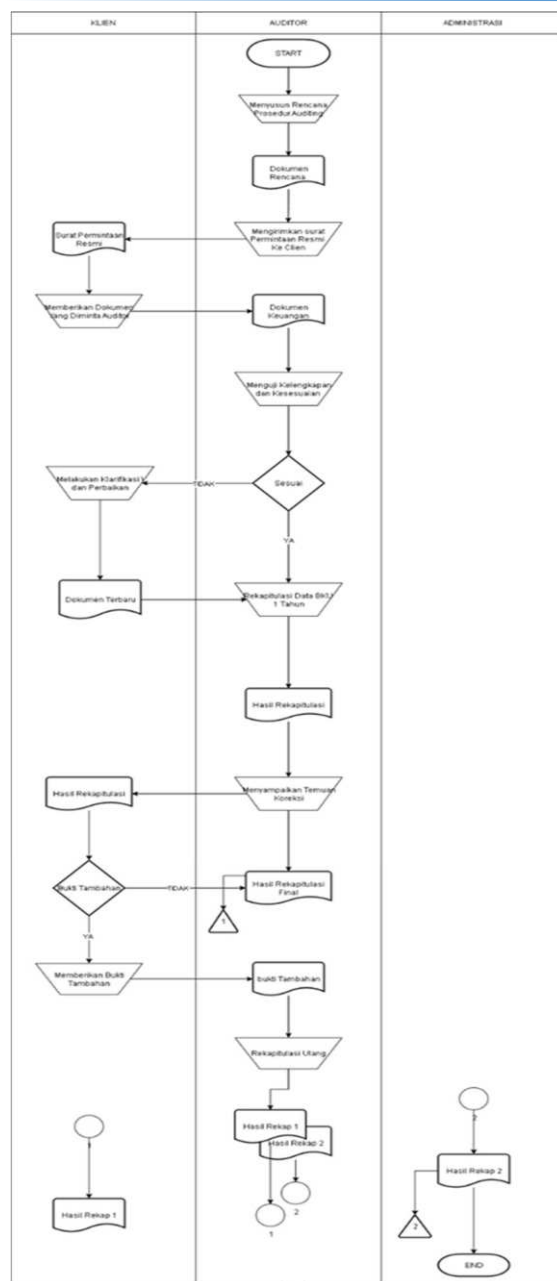 KLIEN
AUDITOR
ADMINISTRASI
START
Menyusun Rencana
Prosedur Auditing
Dokumen
Rencana
Surat Permintaan
Resmi
Mengirimkan surat
Permintaan Resmi
Ke Clien
Memberikan Dokumen
yang Diminta Auditor
Dokumen
Keuangan
Menguji Kelengkapan
dan Kesesuaian
Melakukan Klarifikasi
dan Perbaikan
TIDAK
Sesuai
YA
Dokumen Terbaru
Rekapitulasi Data BKU
1 Tahun
Hasil Rekapitulasi
Hasil Rekapitulasi
Menyampaikan Temuan
Koreksi
Bukti Tambahan
TIDAK
Hasil Rekapitulasi
Final
1
YA
Memberikan Bukti
Tambahan
bukti Tambahan
Rekapitulasi Ulang
Hasil Rekap 1
Hasil Rekap 2
1
2
1
Hasil Rekap 1
2
Hasil Rekap 2
2
END